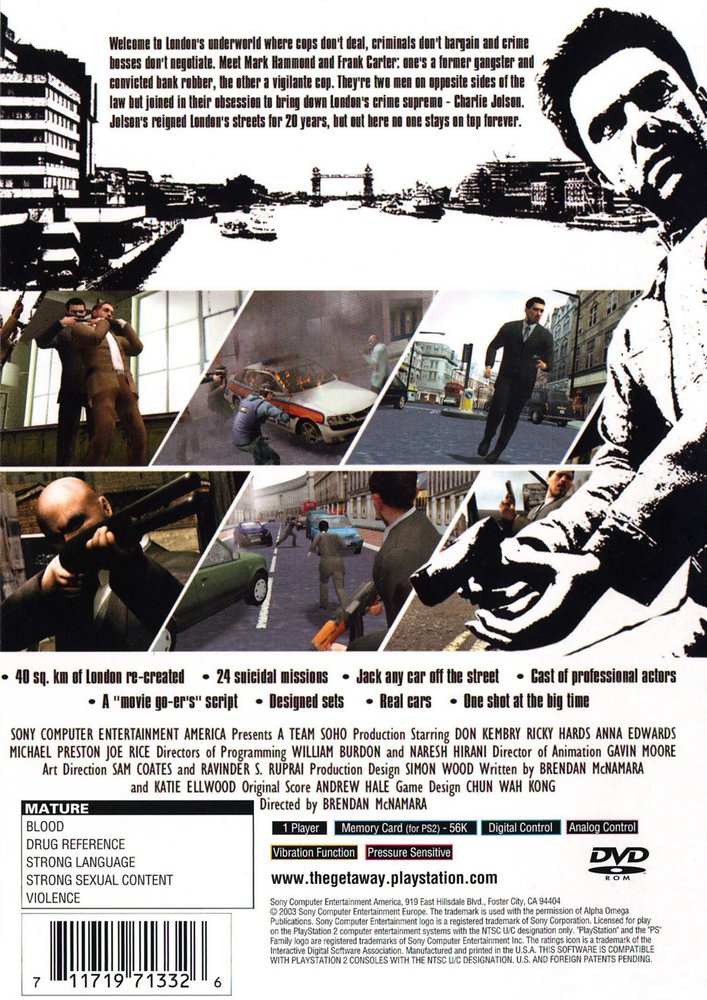 Welcome to London's underworld where cops don't deal, criminals don't bargain and crime
bosses don't negotiate. Meet Mark Hammond and Frank Carter: one's a former gangster and
convicted bank robber, the other a vigilante cop. They're two men on opposite sides of the
law but joined in their obsession to bring down London's crime supremo - Charlie Jolson.
Jolson's reigned London's streets for 20 years, but out here no one stays on top forever.
• 40 sq. km of London re-created • 24 suicidal missions • Jack any car off the street • Cast of professional actors
• A "movie go-er's" script • Designed sets • Real cars • One shot at the big time
SONY COMPUTER ENTERTAINMENT AMERICA Presents A TEAM SOHO Production Starring DON KEMBRY RICKY HARDS ANNA EDWARDS
MICHAEL PRESTON JOE RICE Directors of Programming WILLIAM BURDON and NARESH HIRANI Director of Animation GAVIN MOORE
Art Direction SAM COATES and RAVINDER S. RUPRAI Production Design SIMON WOOD Written by BRENDAN McNAMARA
and KATIE ELLWOOD Original Score ANDREW HALE Game Design CHUN WAH KONG
Directed by BRENDAN McNAMARA
MATURE
BLOOD
DRUG REFERENCE
STRONG LANGUAGE
STRONG SEXUAL CONTENT
VIOLENCE
1 Player Memory Card (for PS2) - 56K Digital Control Analog Control
Vibration Function Pressure Sensitive
DVD
ROM
www.thegetaway.playstation.com
Sony Computer Entertainment America, 919 East Hillsdale Blvd., Foster City, CA 94404
© 2003 Sony Computer Entertainment Europe. The trademark is used with the permission of Alpha Omega
Publications. Sony Computer Entertainment logo is a registered trademark of Sony Corporation. Licensed for play
on the PlayStation 2 computer entertainment systems with the NTSC U/C designation only. "PlayStation" and the "PS"
Family logo are registered trademarks of Sony Computer Entertainment Inc. The ratings icon is a trademark of the
Interactive Digital Software Association. Manufactured and printed in the U.S.A. THIS SOFTWARE IS COMPATIBLE
WITH PLAYSTATION 2 CONSOLES WITH THE NTSC U/C DESIGNATION. U.S. AND FOREIGN PATENTS PENDING.
7 11719 71332 6